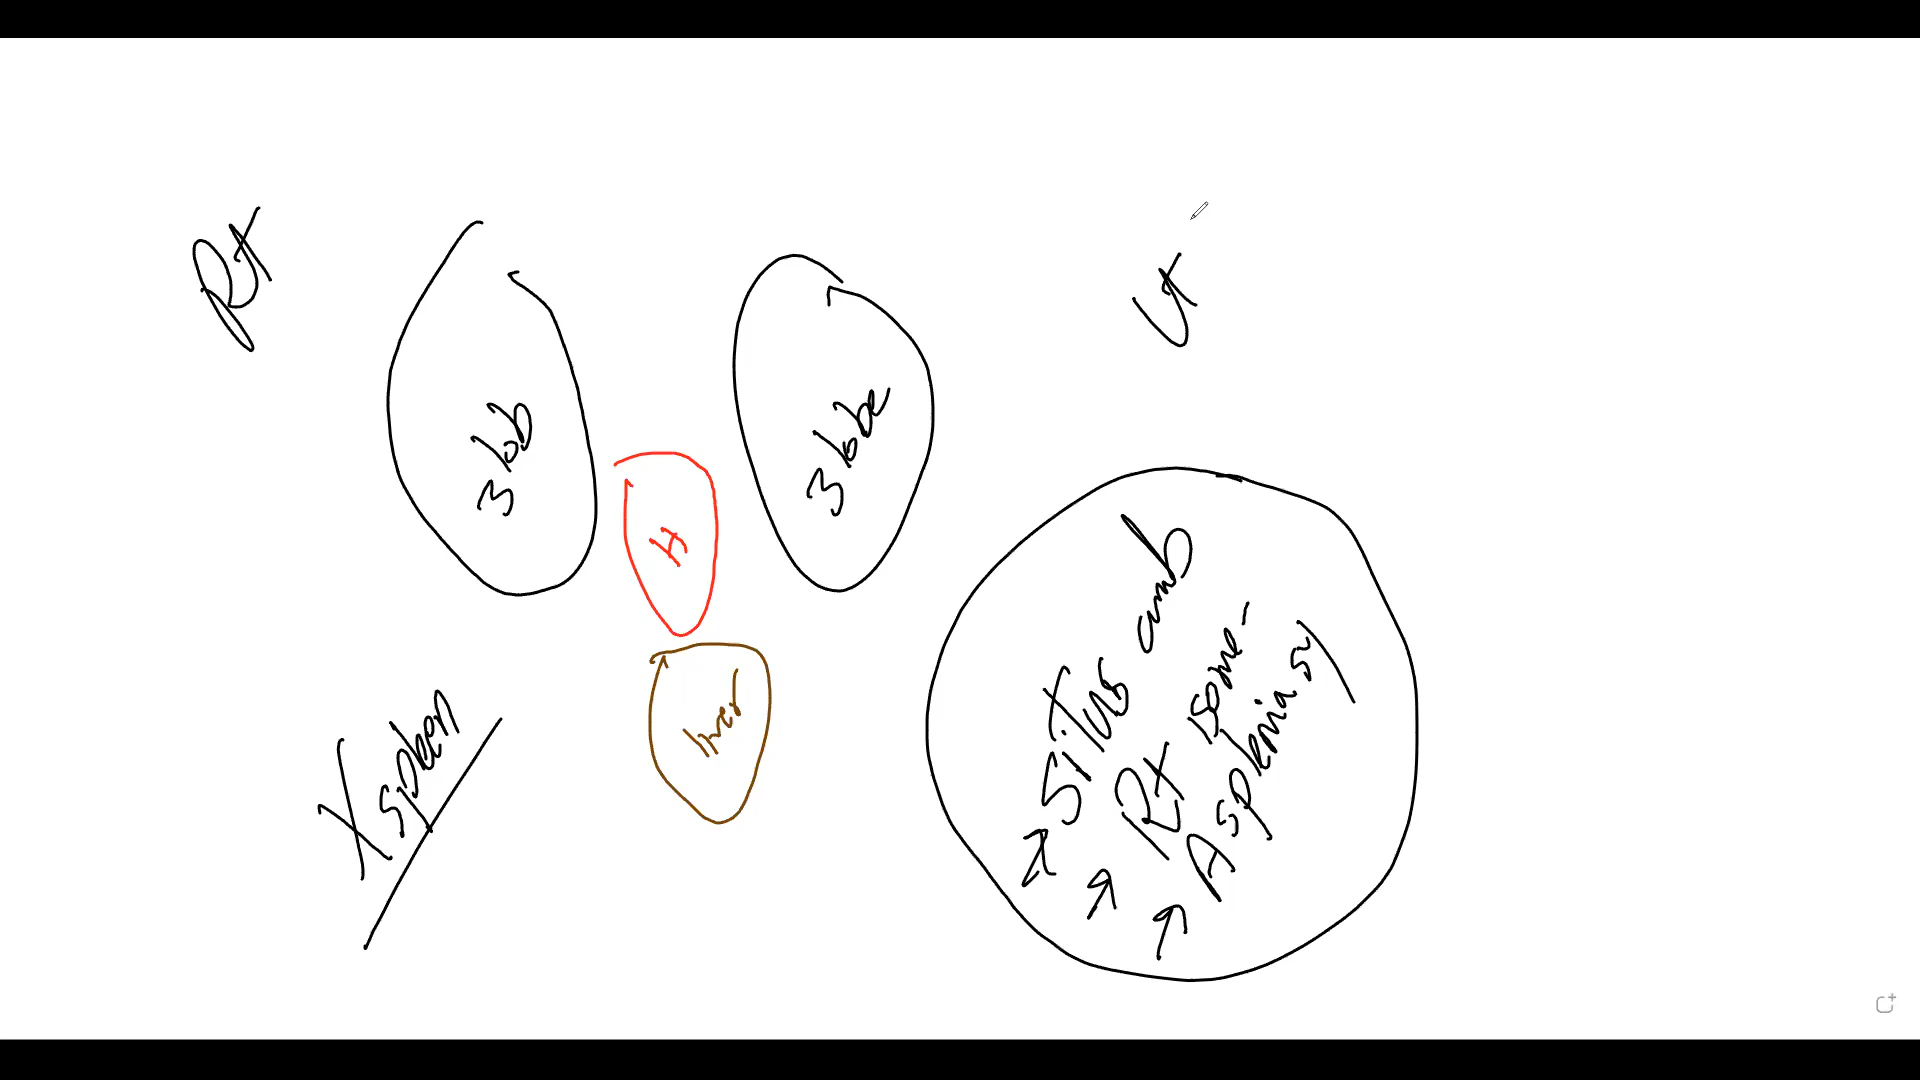 Rt
Lt
3 lob
3 lobe
H
liver
X spleen
→ Situs amb
→ Rt isome-
→ Asplenia sy